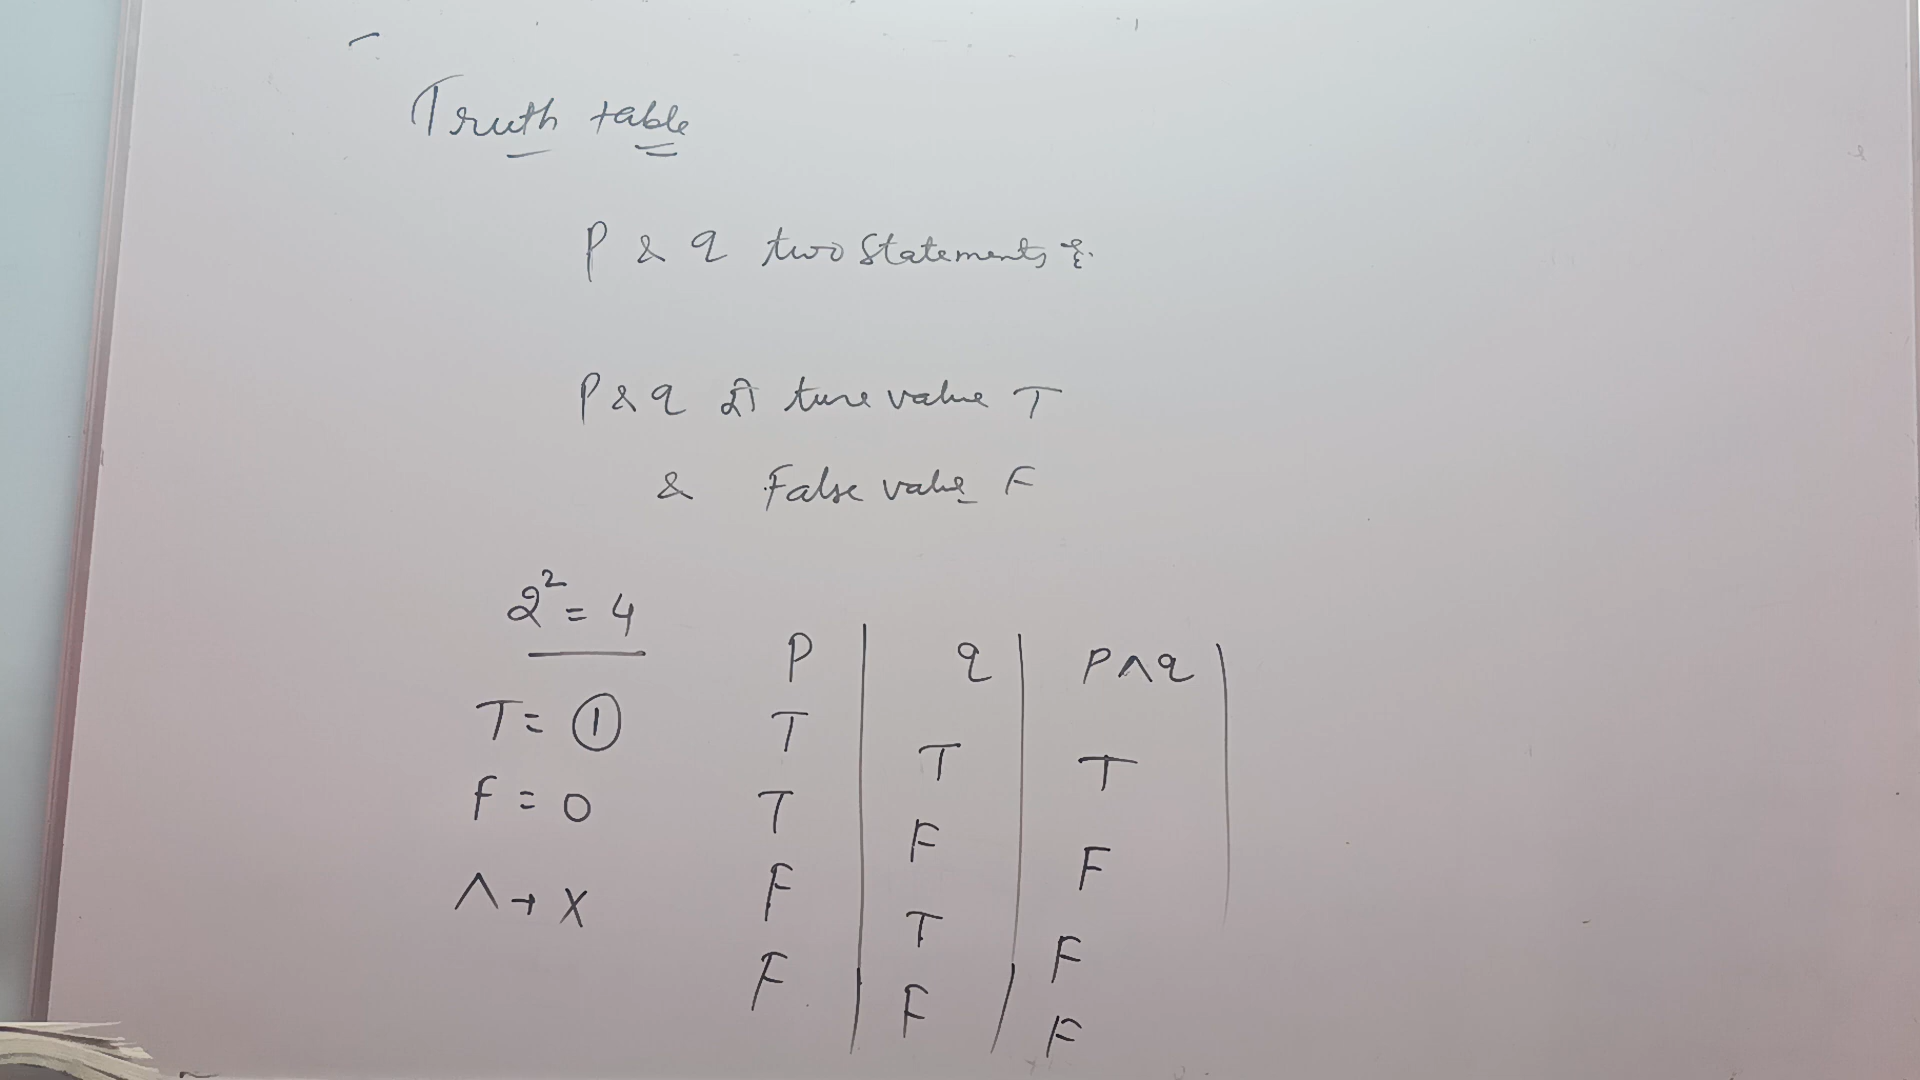 Truth table
P & q two Statements है.
P & q की ture value T
& False value F
2² = 4
T = 1
f = 0
∧ → X
P | q | P∧q |
T | T | T
T | F | F
F | T | F
F | F | F